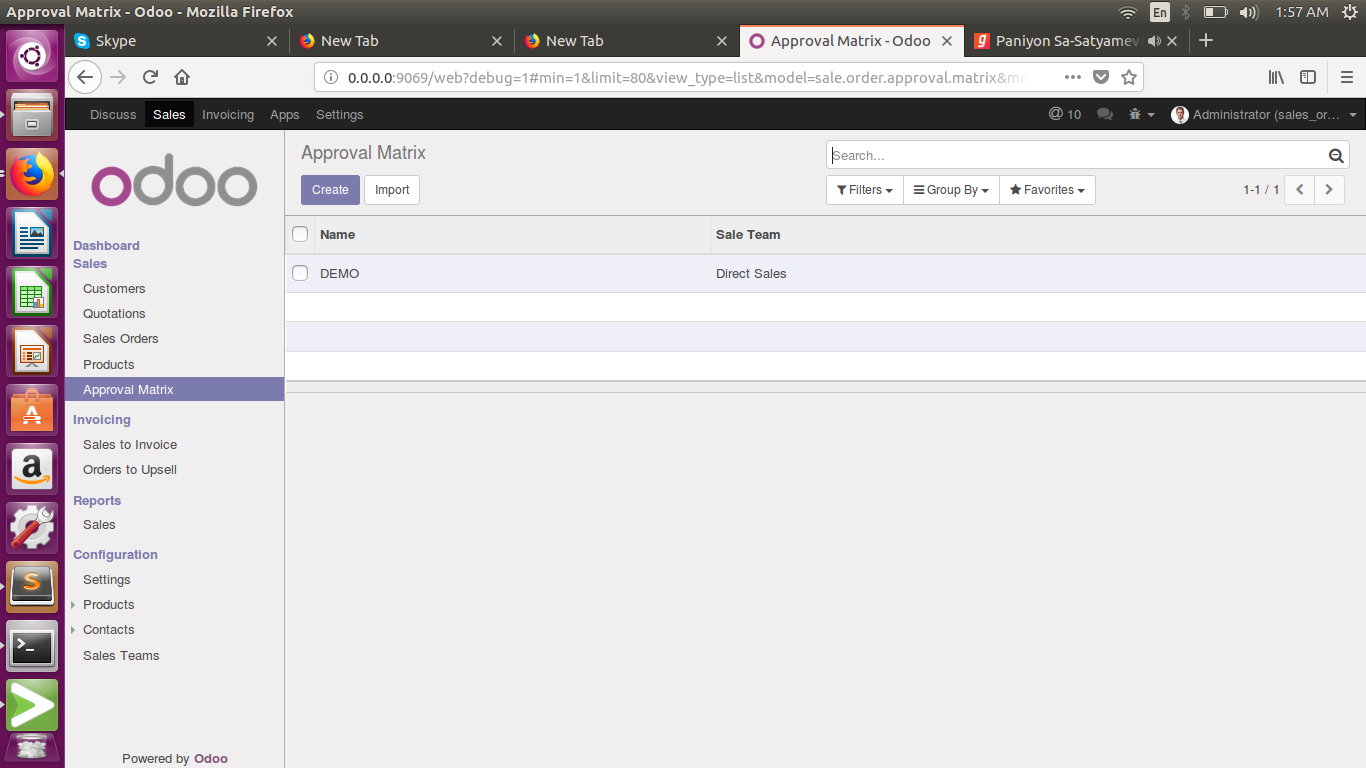 Approval Matrix - Odoo - Mozilla Firefox
En
1:57 AM
Skype
New Tab
New Tab
Approval Matrix - Odoo
Paniyon Sa-Satyamev
0.0.0.0:9069/web?debug=1#min=1&limit=80&view_type=list&model=sale.order.approval.matrix&m
Discuss
Sales
Invoicing
Apps
Settings
@ 10
Administrator (sales_or...
odoo
Approval Matrix
Search...
Create
Import
Filters
Group By
Favorites
1-1 / 1
Name
Sale Team
DEMO
Direct Sales
Dashboard
Sales
Customers
Quotations
Sales Orders
Products
Approval Matrix
Invoicing
Sales to Invoice
Orders to Upsell
Reports
Sales
Configuration
Settings
Products
Contacts
Sales Teams
Powered by Odoo